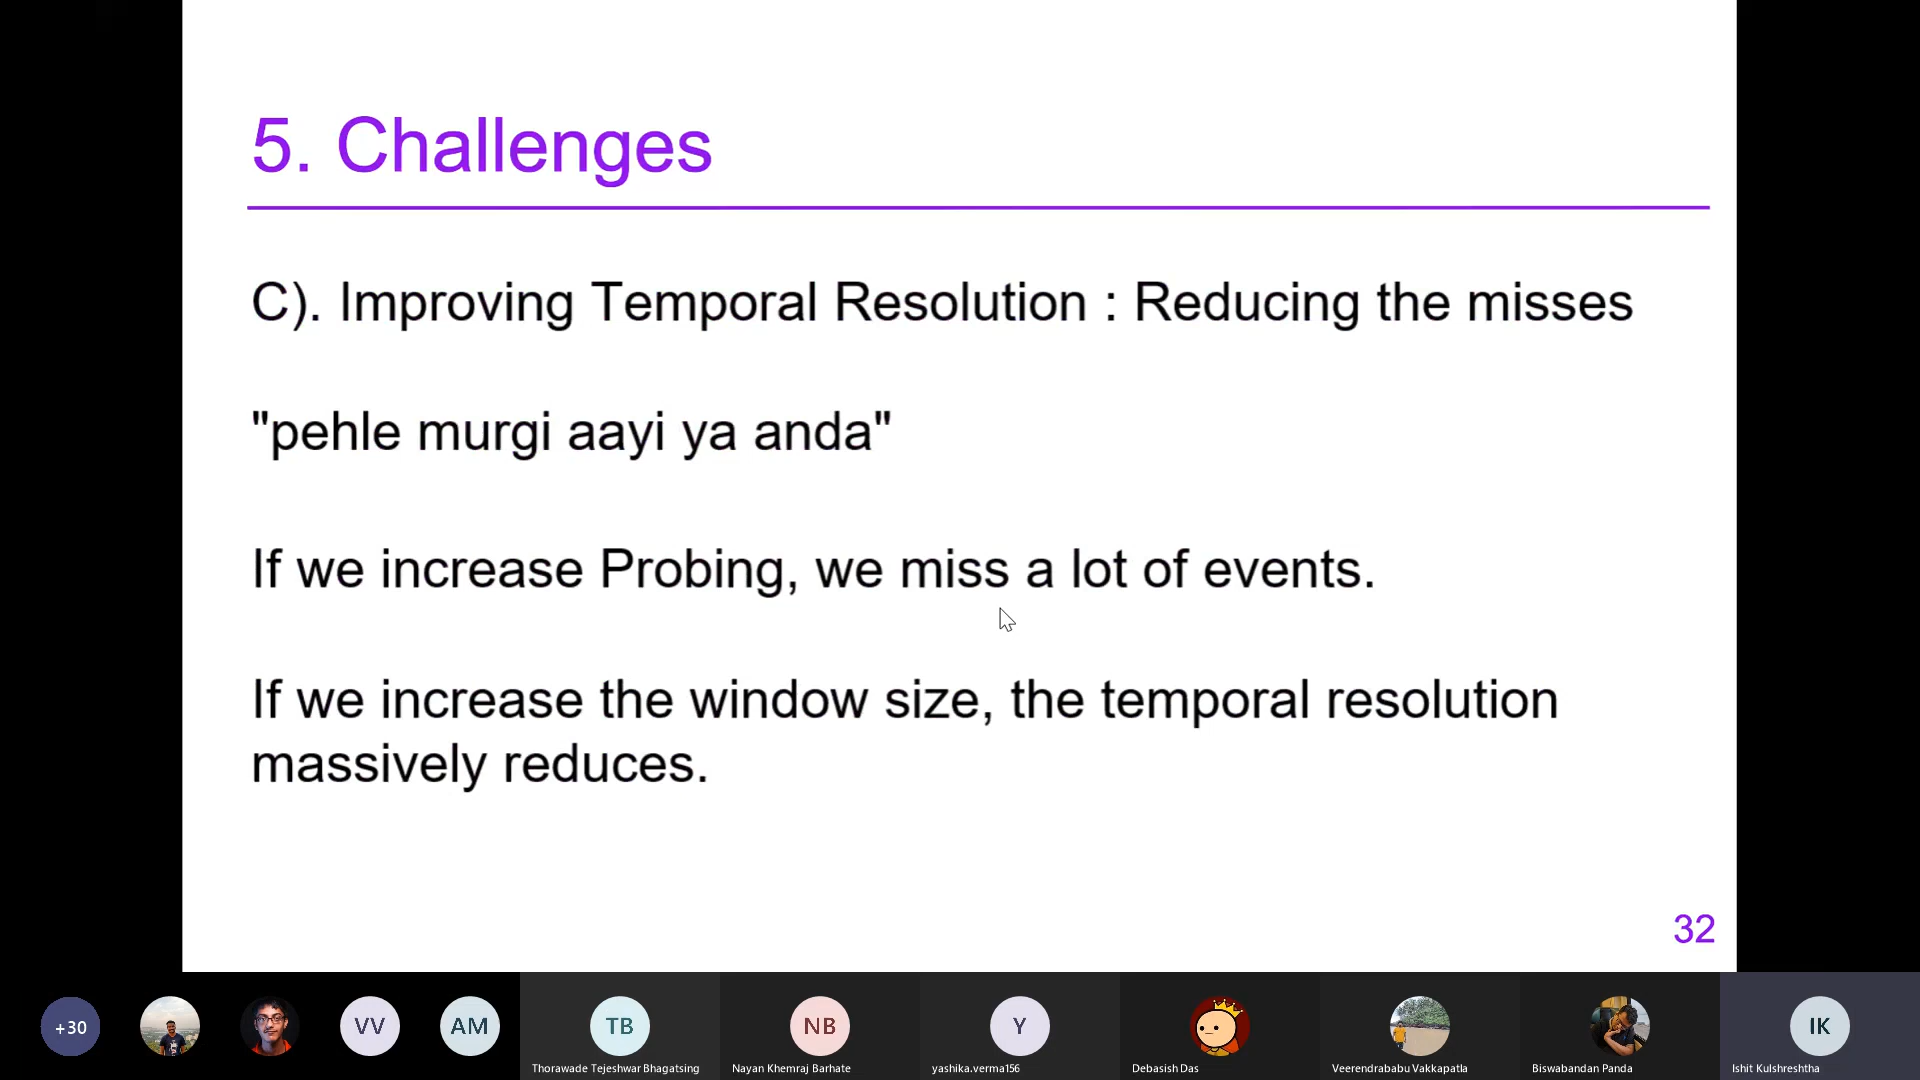 5. Challenges
C). Improving Temporal Resolution : Reducing the misses
"pehle murgi aayi ya anda"
If we increase Probing, we miss a lot of events.
If we increase the window size, the temporal resolution
massively reduces.
32
+30
VV
AM
TB
NB
Y
IK
Thorawade Tejeshwar Bhagatsing
Nayan Khemraj Barhate
yashika.verma156
Debasish Das
Veerendrababu Vakkapatla
Biswabandan Panda
Ishit Kulshreshtha